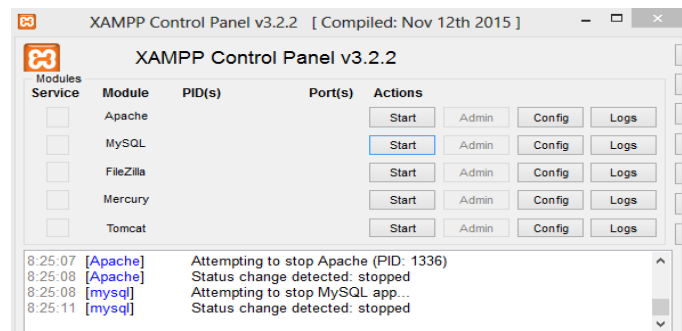 XAMPP Control Panel v3.2.2 [ Compiled: Nov 12th 2015 ]
XAMPP Control Panel v3.2.2
Modules
Service Module PID(s) Port(s) Actions
Apache Start Admin Config Logs
MySQL Start Admin Config Logs
FileZilla Start Admin Config Logs
Mercury Start Admin Config Logs
Tomcat Start Admin Config Logs
8:25:07 [Apache] Attempting to stop Apache (PID: 1336)
8:25:08 [Apache] Status change detected: stopped
8:25:08 [mysql] Attempting to stop MySQL app...
8:25:11 [mysql] Status change detected: stopped